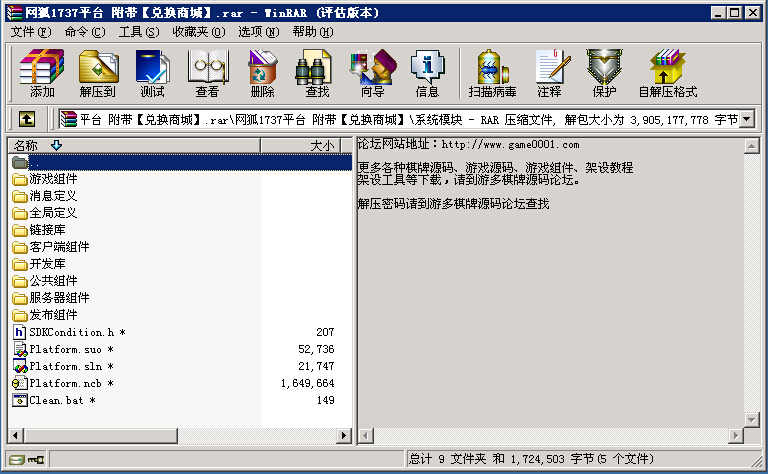 网狐1737平台 附带【兑换商城】.rar - WinRAR (评估版本)
文件(F) 命令(C) 工具(S) 收藏夹(O) 选项(N) 帮助(H)
添加 解压到 测试 查看 删除 查找 向导 信息 扫描病毒 注释 保护 自解压格式
平台 附带【兑换商城】.rar\网狐1737平台 附带【兑换商城】\系统模块 - RAR 压缩文件, 解包大小为 3,905,177,778 字节
名称 大小
..
游戏组件
消息定义
全局定义
链接库
客户端组件
开发库
公共组件
服务器组件
发布组件
SDKCondition.h * 207
Platform.suo * 52,736
Platform.sln * 21,747
Platform.ncb * 1,649,664
Clean.bat * 149
论坛网站地址：http://www.game0001.com
更多各种棋牌源码、游戏源码、游戏组件、架设教程
架设工具等下载，请到游多棋牌源码论坛。
解压密码请到游多棋牌源码论坛查找
总计 9 文件夹 和 1,724,503 字节(5 个文件)